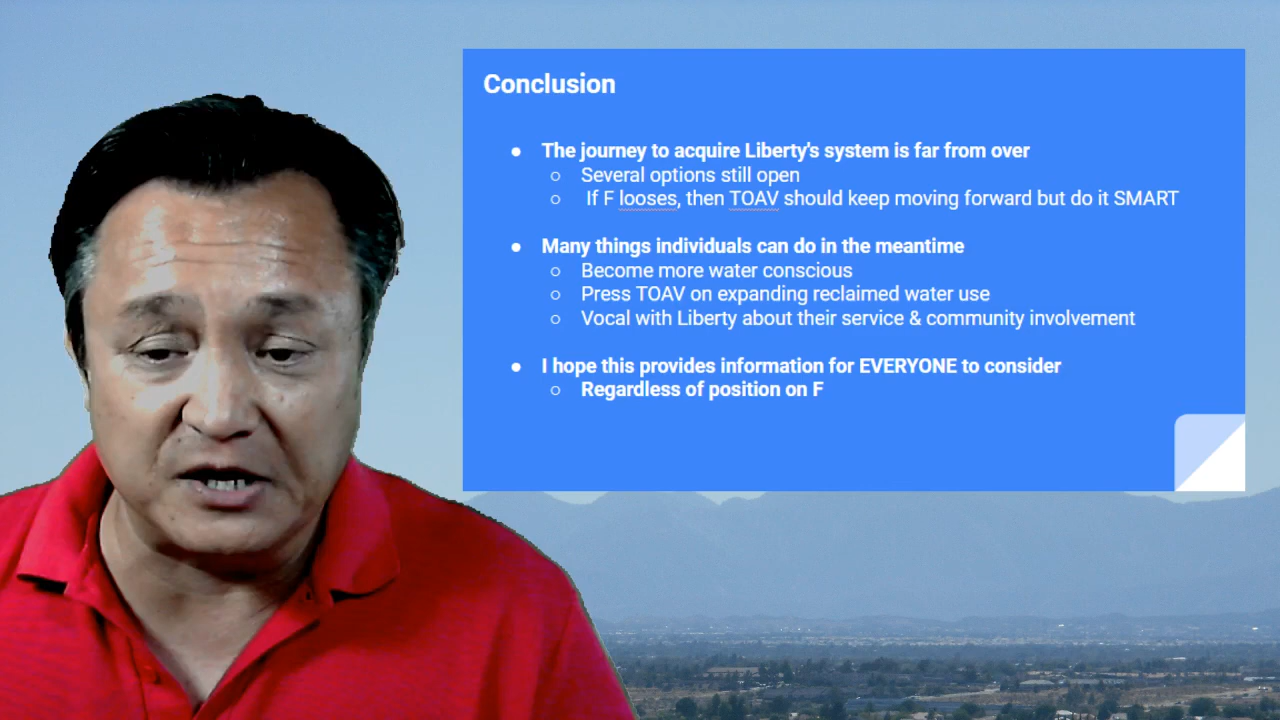 Conclusion
● The journey to acquire Liberty's system is far from over
○ Several options still open
○ If F looses, then TOAV should keep moving forward but do it SMART
● Many things individuals can do in the meantime
○ Become more water conscious
○ Press TOAV on expanding reclaimed water use
○ Vocal with Liberty about their service & community involvement
● I hope this provides information for EVERYONE to consider
○ Regardless of position on F